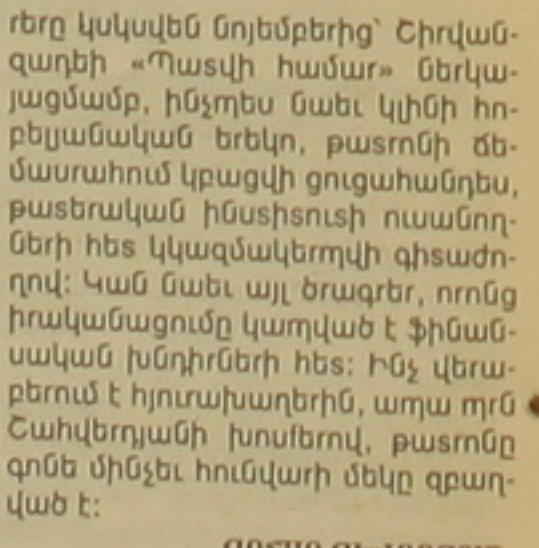 րերը կսկսվեն նոյեմբերից՝ Շիրվան-
զադեի «Պատվի համար» ներկա-
յացմամբ, ինչպես նաեւ կլինի հո-
բելյանական երեկո, թատրոնի ճե-
մասրահում կբացվի ցուցահանդես,
թատերական ինստիտուտի ուսանող-
ների հետ կկազմակերպվի գիտաժո-
ղով: Կան նաեւ այլ ծրագրեր, որոնց
իրականացումը կապված է ֆինան-
սական խնդիրների հետ: Ինչ վերա-
բերում է հյուրախաղերին, ապա պրն
Շահվերդյանի խոսքերով, թատրոնը
գոնե մինչեւ հունվարի մեկը զբաղ-
ված է: